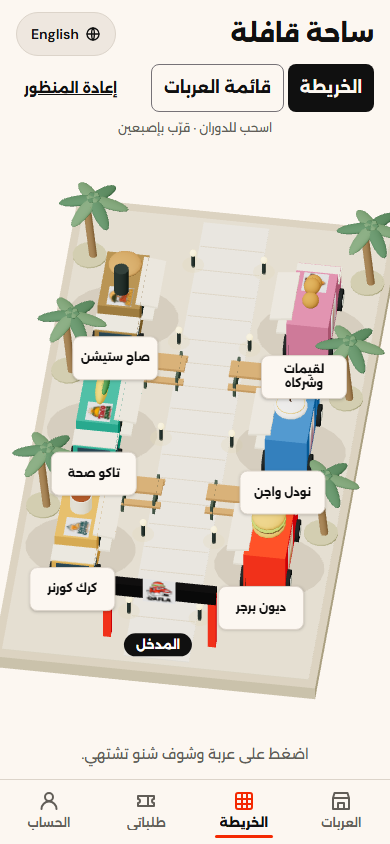 ساحة قافلة
English
الخريطة
قائمة العربات
إعادة المنظور
اسحب للدوران · قرّب بإصبعين
صاج ستيشن
لقيمات
وشركاه
تاكو صحة
نودل واجن
كرك كورنر
ديون برجر
المدخل
اضغط على عربة وشوف شنو تشتهي.
العربات
الخريطة
طلباتي
الحساب